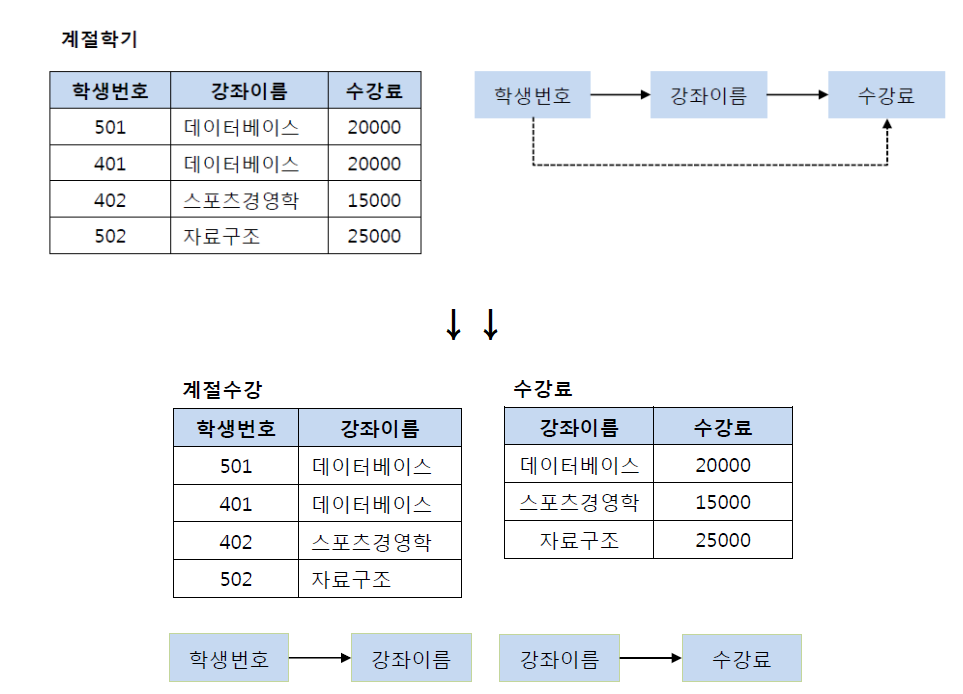 계절학기
학생번호 강좌이름 수강료
501 데이터베이스 20000
401 데이터베이스 20000
402 스포츠경영학 15000
502 자료구조 25000
학생번호 강좌이름 수강료
계절수강
학생번호 강좌이름
501 데이터베이스
401 데이터베이스
402 스포츠경영학
502 자료구조
수강료
강좌이름 수강료
데이터베이스 20000
스포츠경영학 15000
자료구조 25000
학생번호 강좌이름
강좌이름 수강료